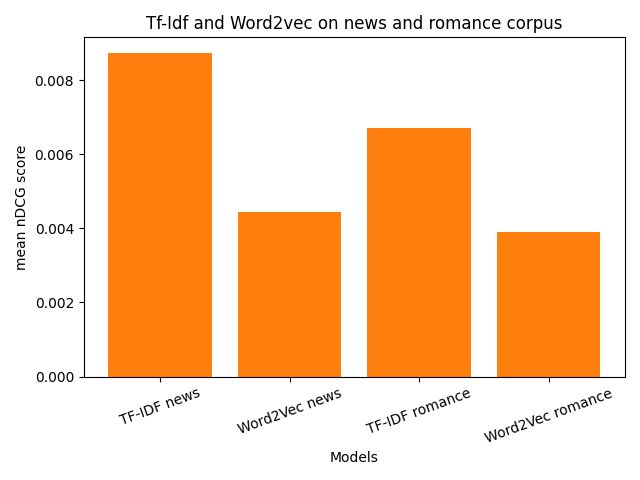 Tf-Idf and Word2vec on news and romance corpus
mean nDCG score
0.008
0.006
0.004
0.002
0.000
TF-IDF news
Word2Vec news
TF-IDF romance
Word2Vec romance
Models